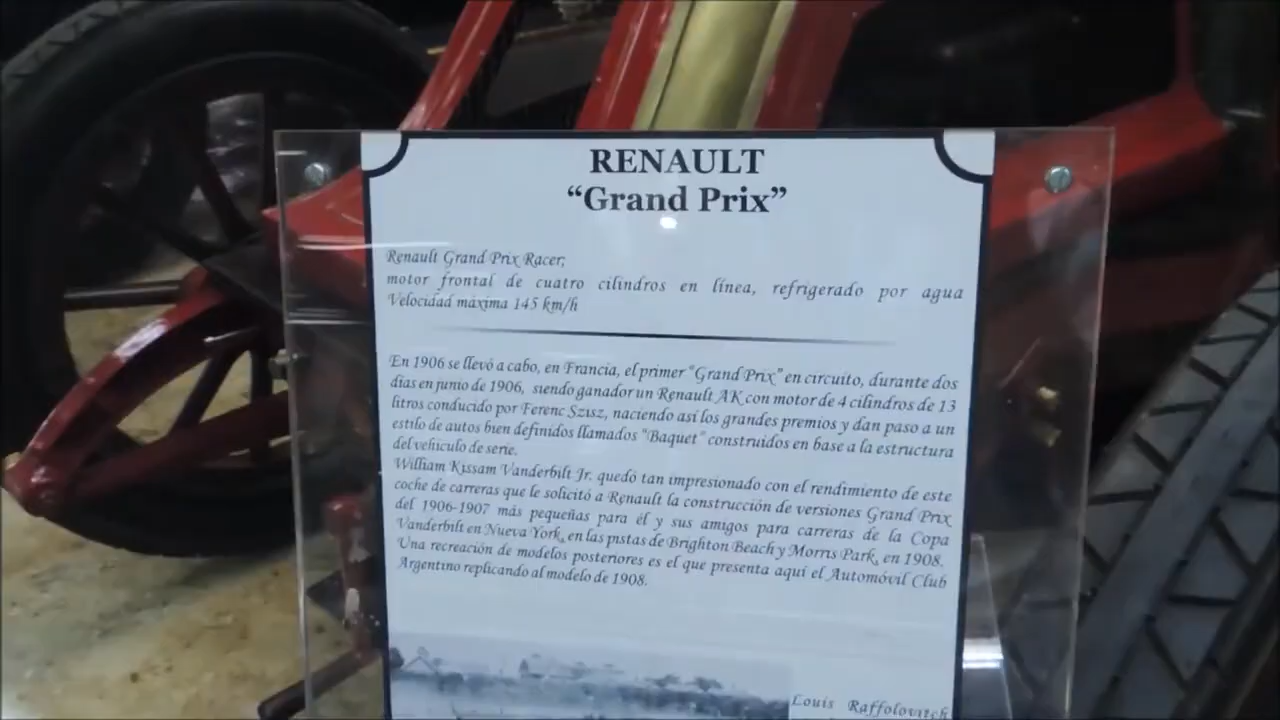 RENAULT
“Grand Prix”
Renault Grand Prix Racer;
motor frontal de cuatro cilindros en línea, refrigerado por agua
Velocidad máxima 145 km/h
En 1906 se llevó a cabo, en Francia, el primer “Grand Prix” en circuito, durante dos
días en junio de 1906, siendo ganador un Renault AK con motor de 4 cilindros de 13
litros conducido por Ferenc Szisz, naciendo así los grandes premios y dan paso a un
estilo de autos bien definidos llamados “Baquet” construidos en base a la estructura
del vehículo de serie.
William Kissam Vanderbilt Jr. quedó tan impresionado con el rendimiento de este
coche de carreras que le solicitó a Renault la construcción de versiones Grand Prix
del 1906-1907 más pequeñas para él y sus amigos para carreras de la Copa
Vanderbilt en Nueva York, en las pistas de Brighton Beach y Morris Park, en 1908.
Una recreación de modelos posteriores es el que presenta aquí el Automóvil Club
Argentino replicando al modelo de 1908.
Louis Raffolovitch